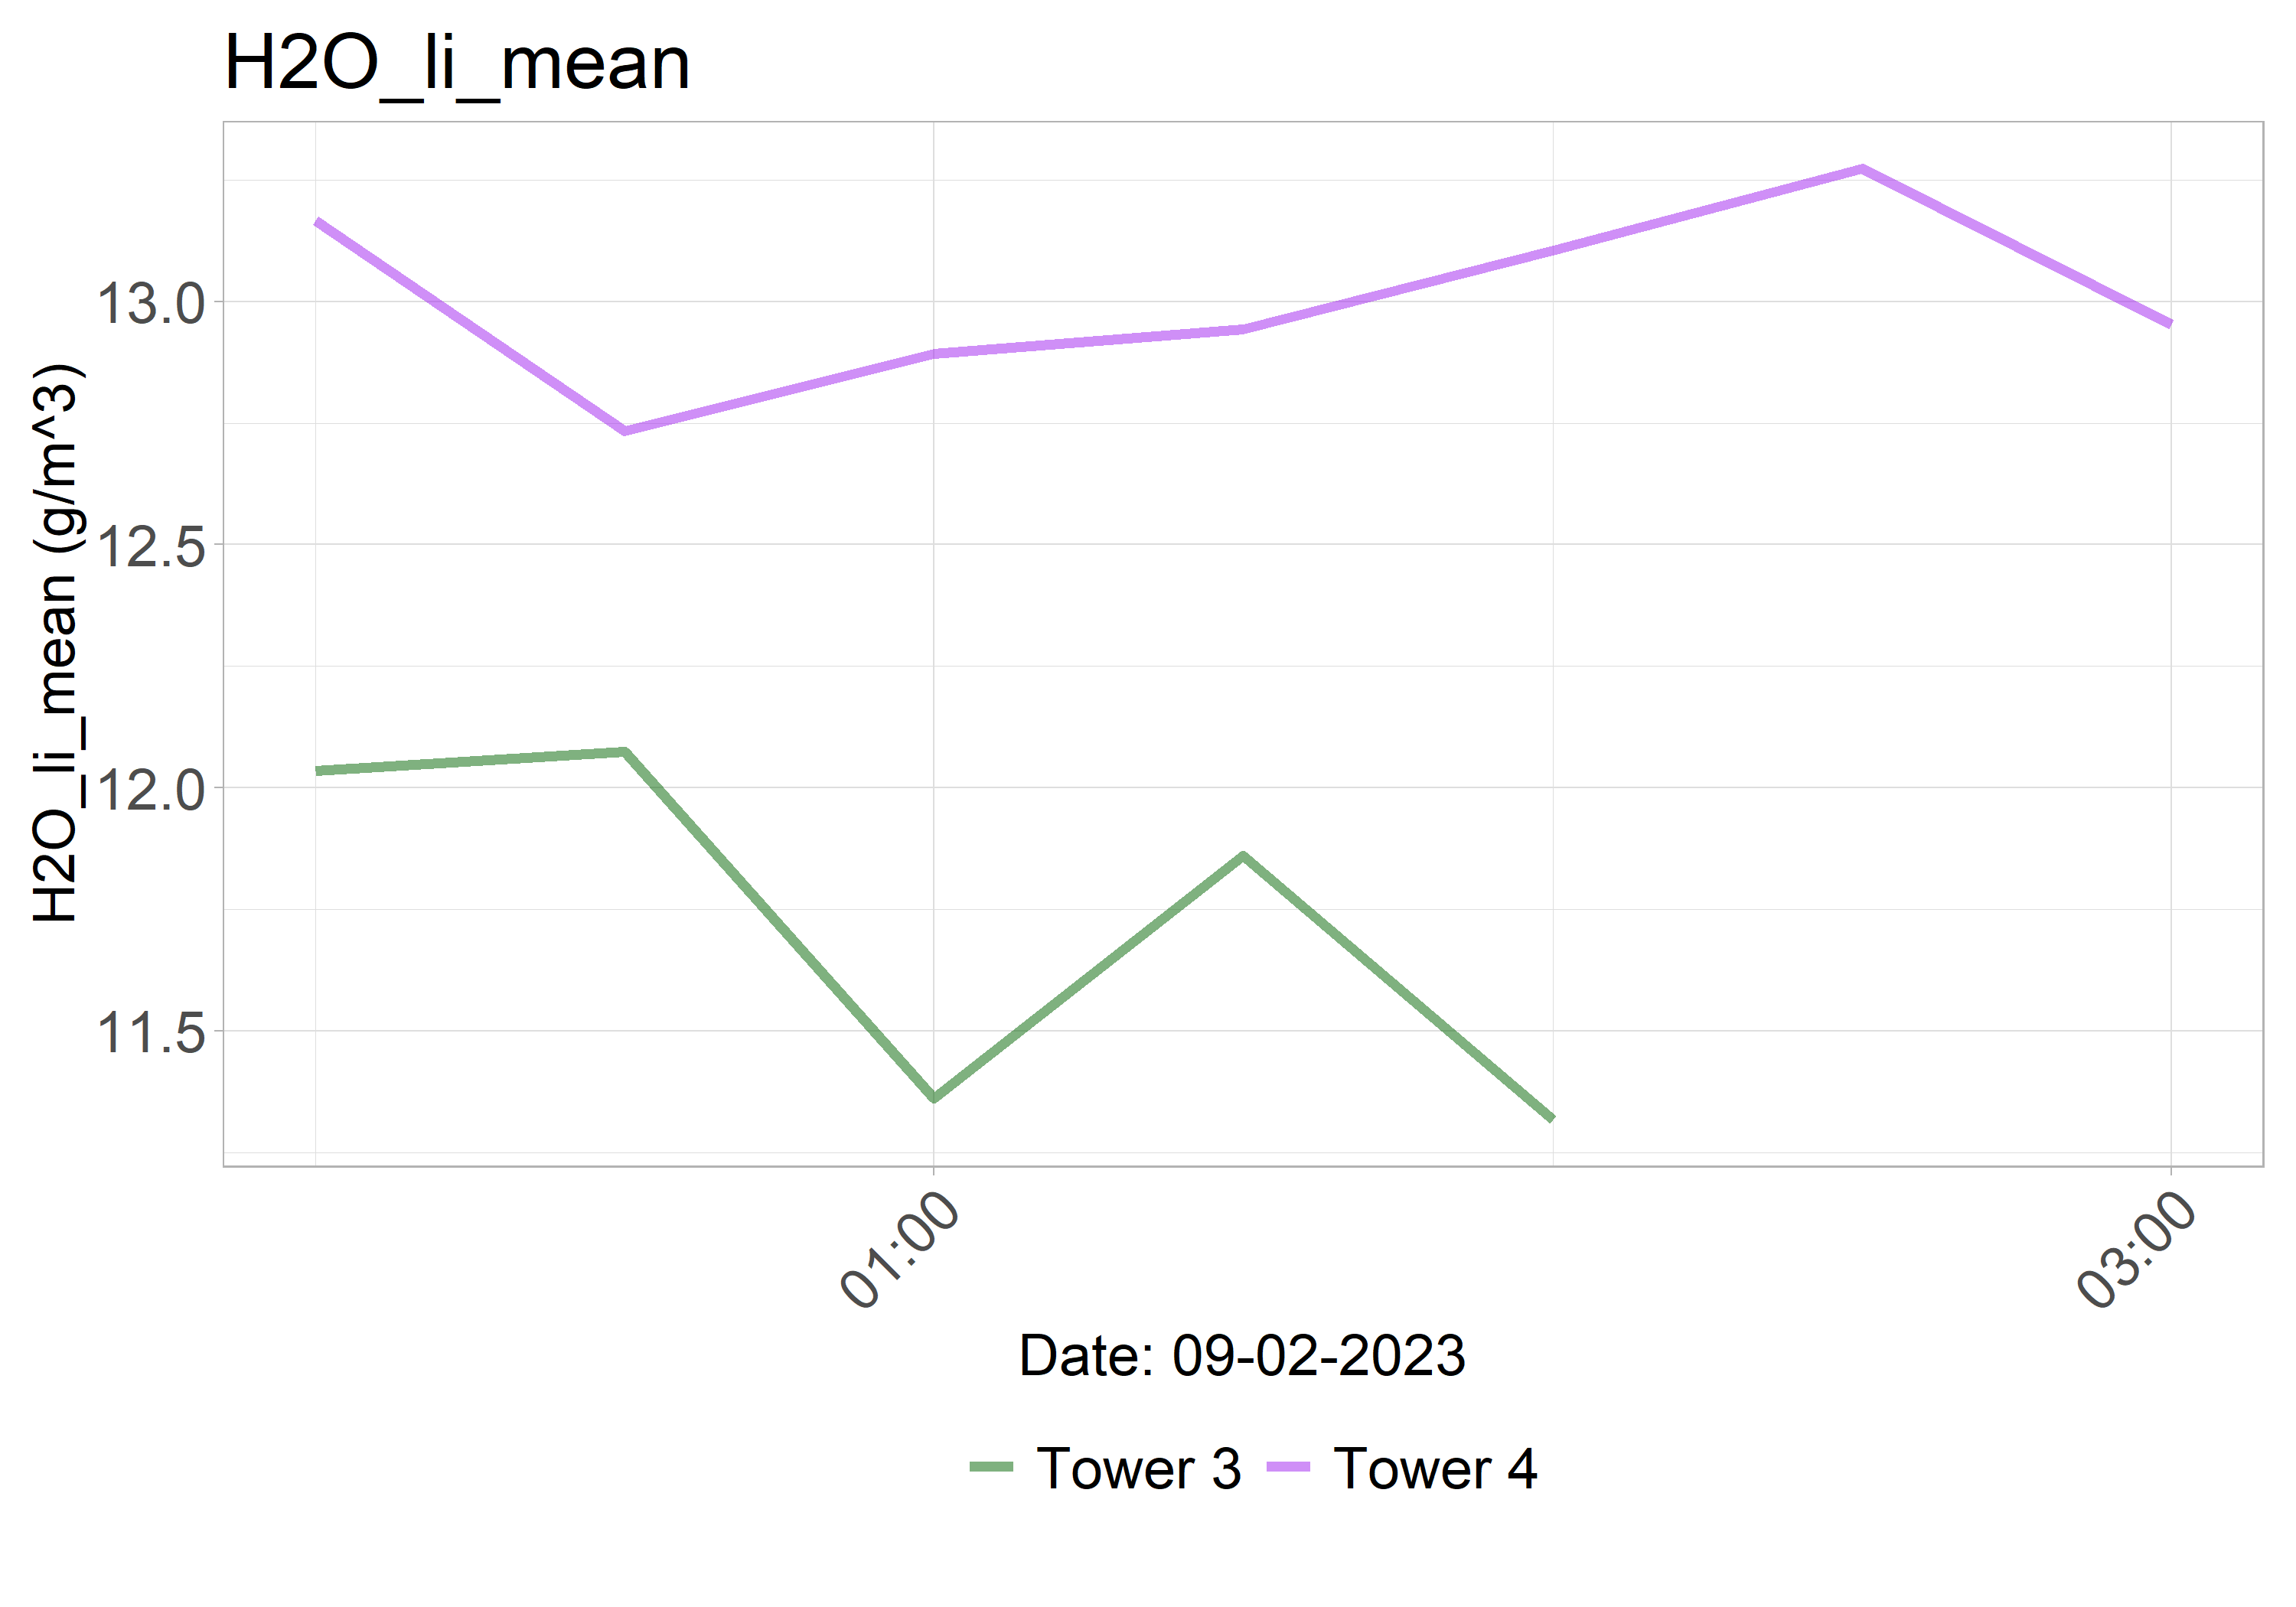 H2O_li_mean
H2O_li_mean (g/m^3)
13.0
12.5
12.0
11.5
01:00
03:00
Date: 09-02-2023
Tower 3
Tower 4